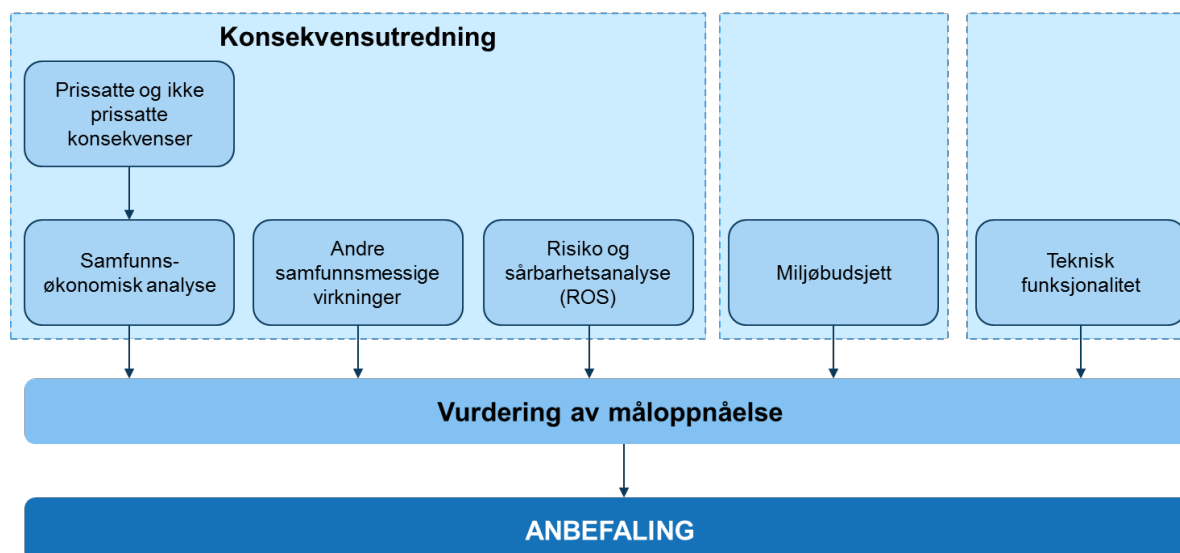 Konsekvensutredning
Prissatte og ikke
prissatte
konsekvenser
Samfunns-
økonomisk analyse
Andre
samfunnsmessige
virkninger
Risiko og
sårbarhetsanalyse
(ROS)
Miljøbudsjett
Teknisk
funksjonalitet
Vurdering av måloppnåelse
ANBEFALING